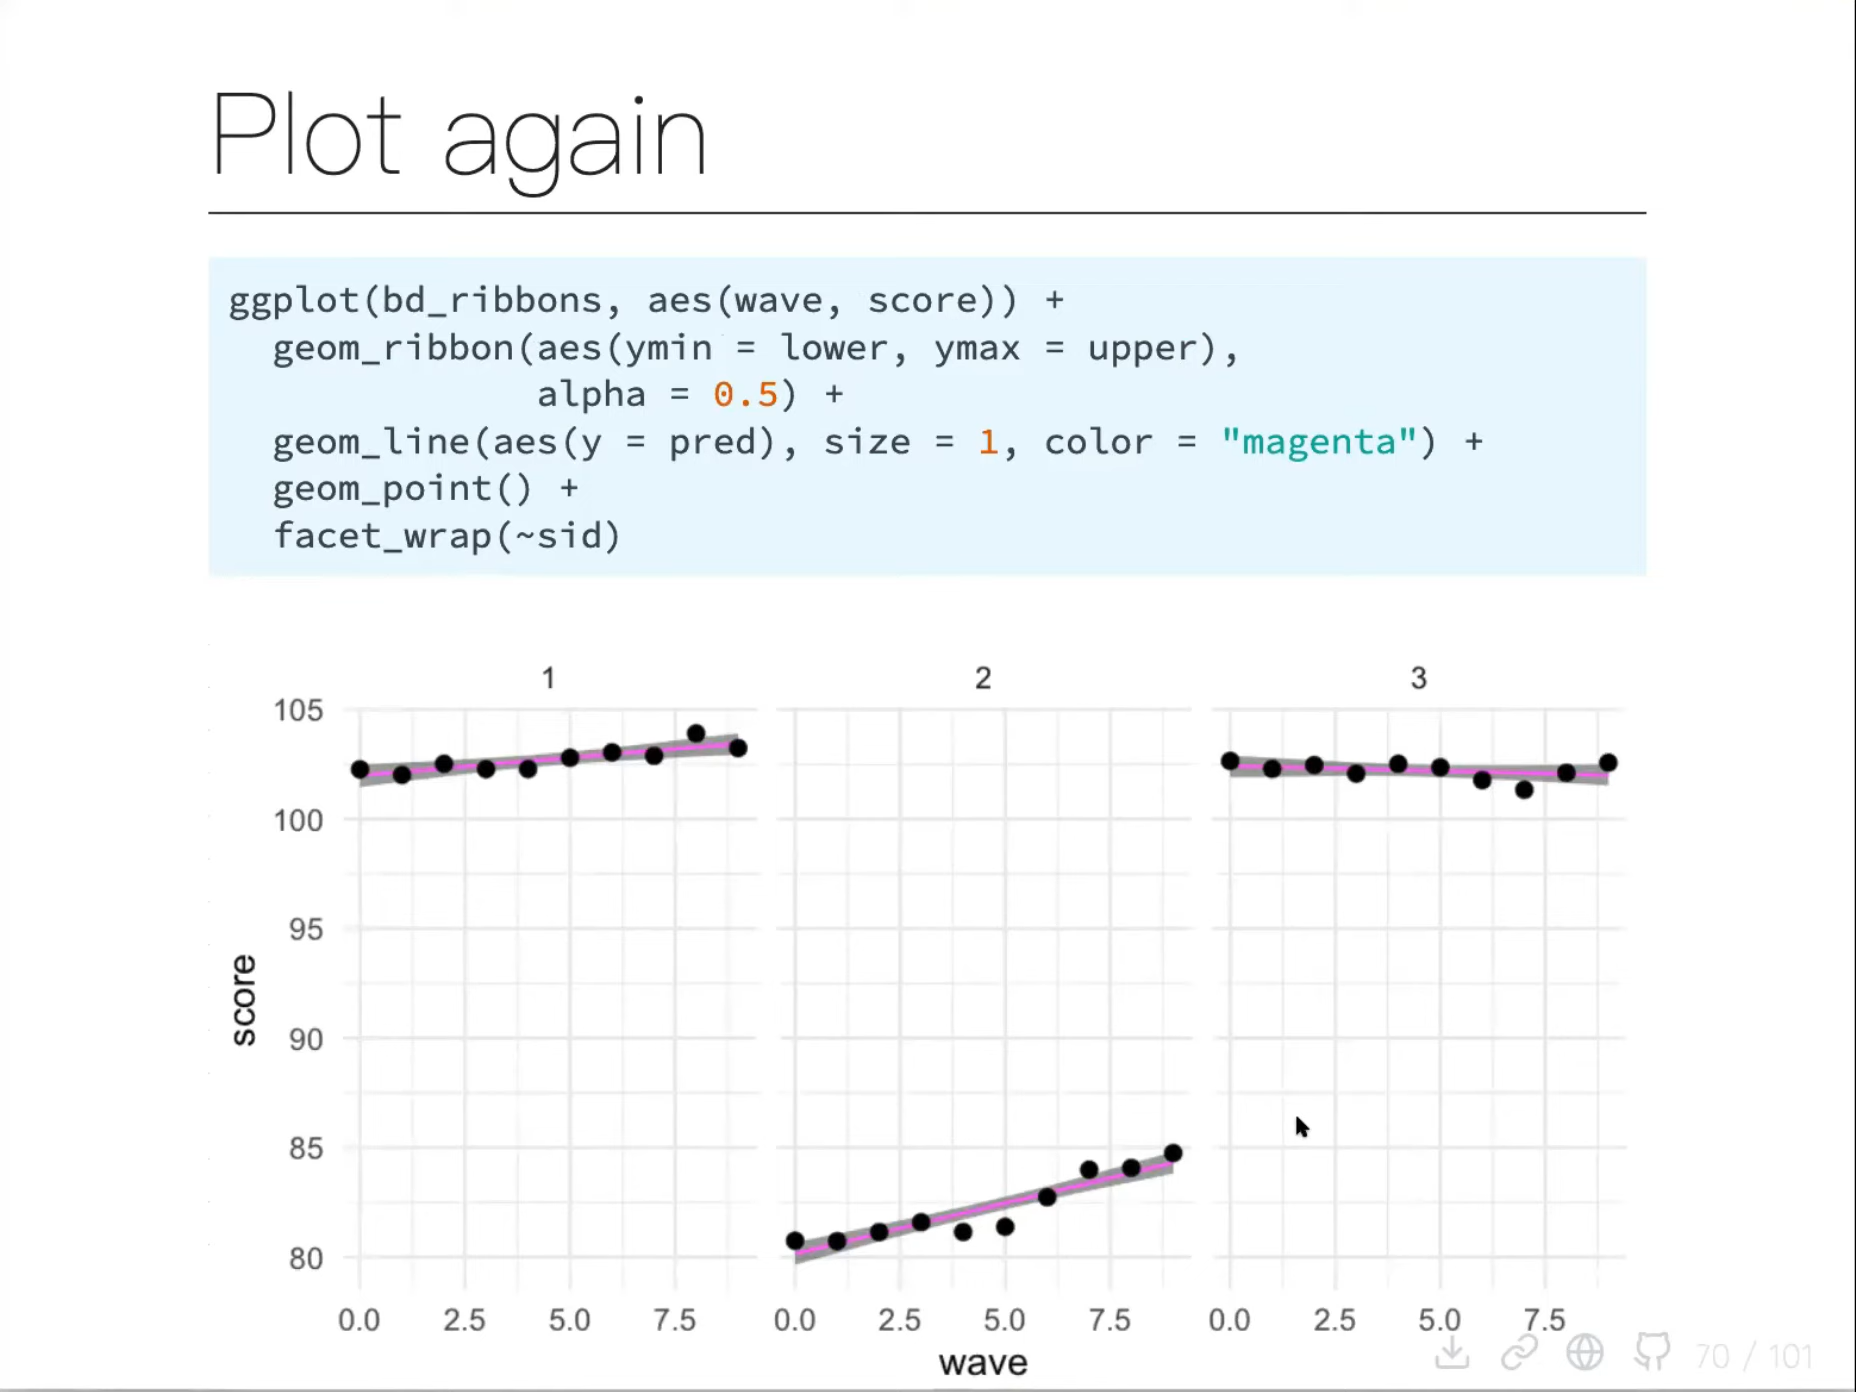 Plot again
ggplot(bd_ribbons, aes(wave, score)) +
geom_ribbon(aes(ymin = lower, ymax = upper),
alpha = 0.5) +
geom_line(aes(y = pred), size = 1, color = "magenta") +
geom_point() +
facet_wrap(~sid)
1 2 3
105
100
95
90
85
80
score
0.0 2.5 5.0 7.5 0.0 2.5 5.0 7.5 0.0 2.5 5.0 7.5
wave
70 / 101